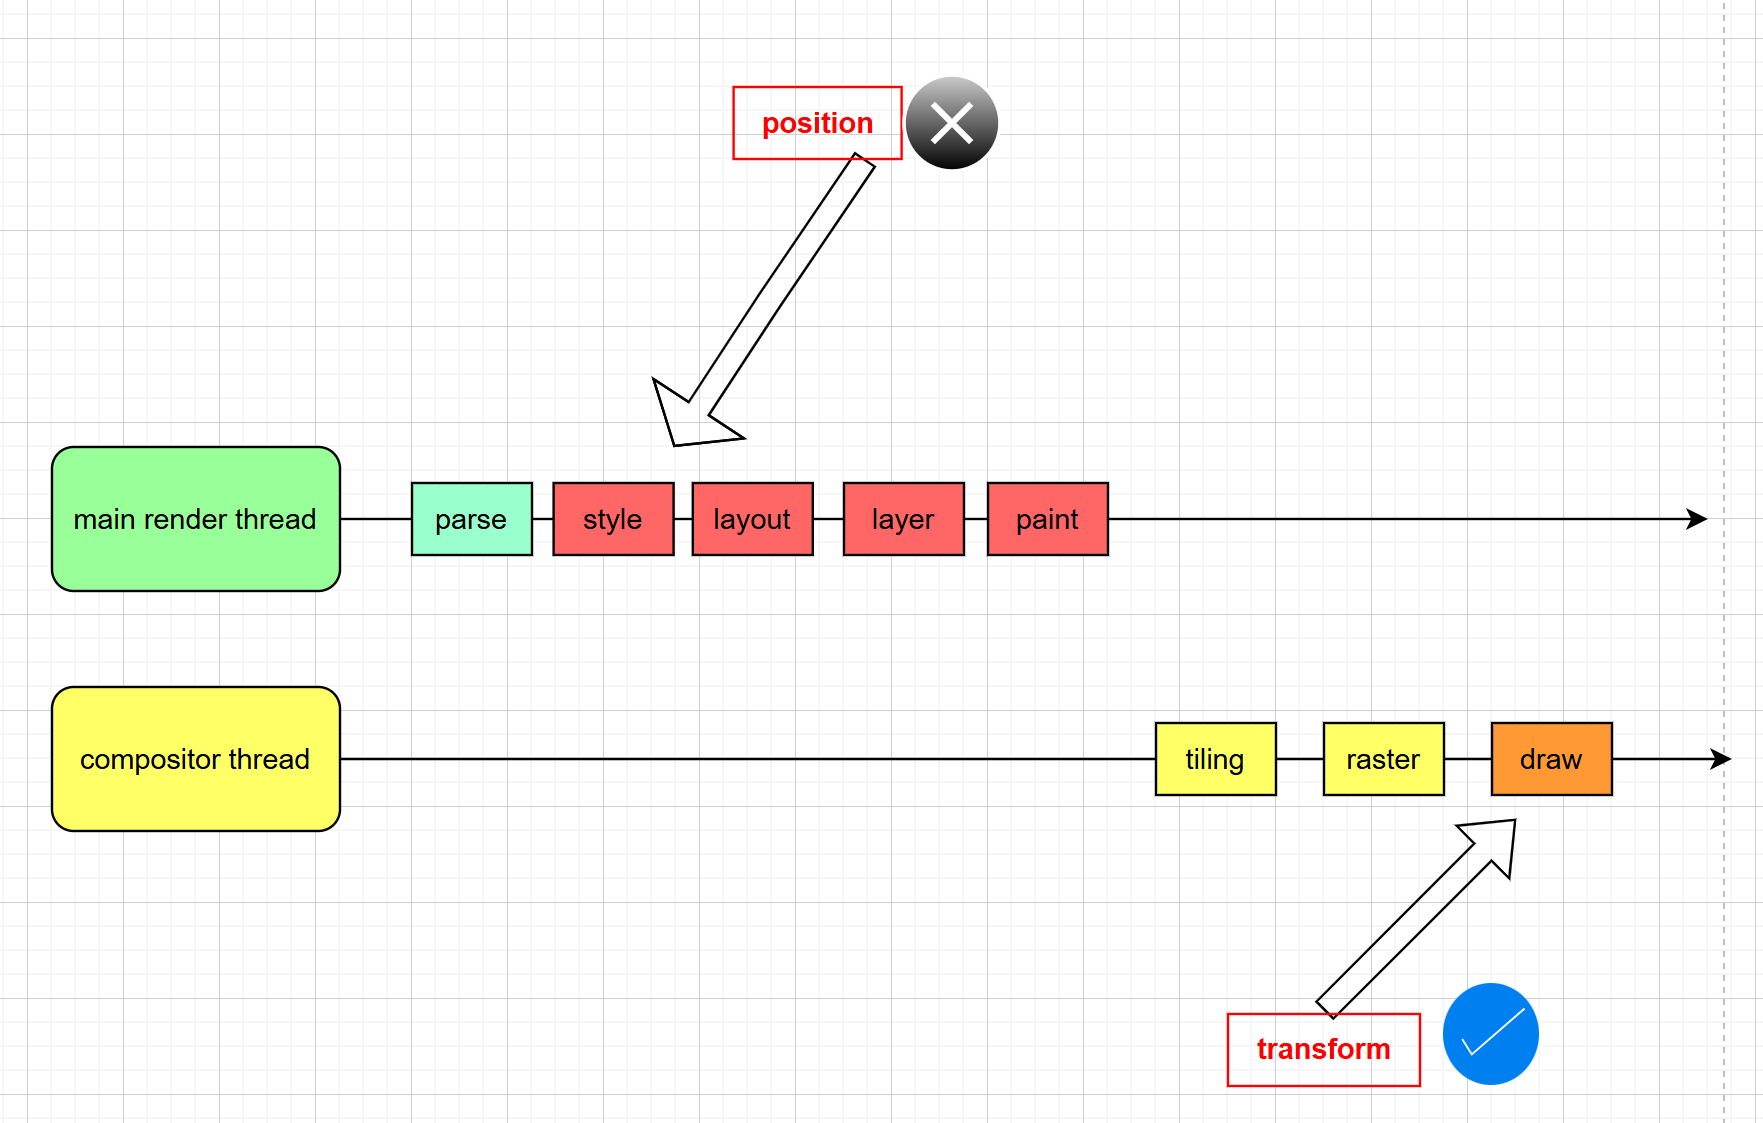 position
main render thread
parse
style
layout
layer
paint
compositor thread
tiling
raster
draw
transform